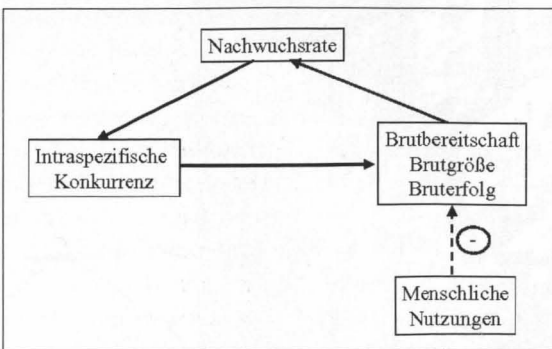 Nachwuchsrate
Intraspezifische
Konkurrenz
Brutbereitschaft
Brutgröße
Bruterfolg
-
Menschliche
Nutzungen